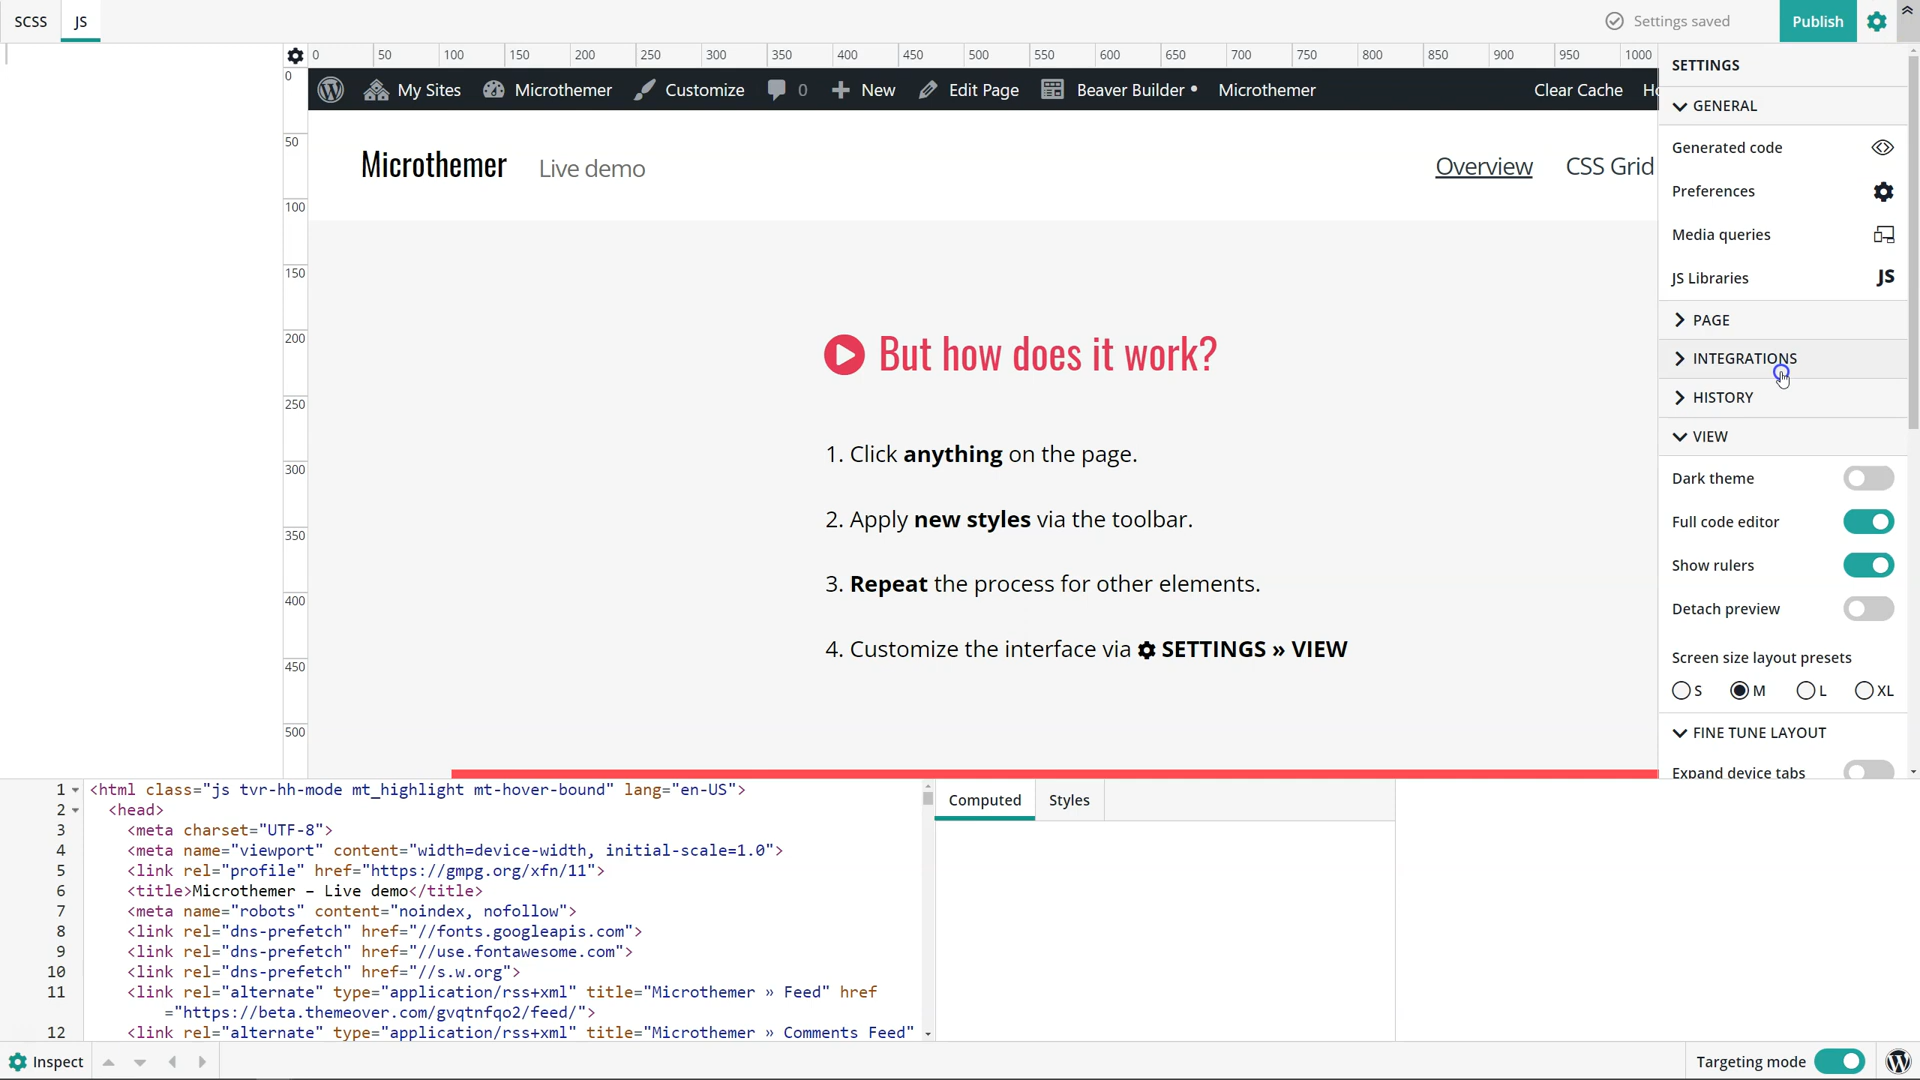 SCSS JS
Settings saved Publish
0 50 100 150 200 250 300 350 400 450 500 550 600 650 700 750 800 850 900 950 1000
My Sites Microthemer Customize 0 New Edit Page Beaver Builder • Microthemer Clear Cache Ho
Microthemer Live demo
Overview CSS Grid
But how does it work?
1. Click anything on the page.
2. Apply new styles via the toolbar.
3. Repeat the process for other elements.
4. Customize the interface via SETTINGS » VIEW
0
50
100
150
200
250
300
350
400
450
500
SETTINGS
GENERAL
Generated code
Preferences
Media queries
JS Libraries JS
PAGE
INTEGRATIONS
HISTORY
VIEW
Dark theme
Full code editor
Show rulers
Detach preview
Screen size layout presets
S M L XL
FINE TUNE LAYOUT
Expand device tabs
1 <html class="js tvr-hh-mode mt_highlight mt-hover-bound" lang="en-US">
2 <head>
3 <meta charset="UTF-8">
4 <meta name="viewport" content="width=device-width, initial-scale=1.0">
5 <link rel="profile" href="https://gmpg.org/xfn/11">
6 <title>Microthemer – Live demo</title>
7 <meta name="robots" content="noindex, nofollow">
8 <link rel="dns-prefetch" href="//fonts.googleapis.com">
9 <link rel="dns-prefetch" href="//use.fontawesome.com">
10 <link rel="dns-prefetch" href="//s.w.org">
11 <link rel="alternate" type="application/rss+xml" title="Microthemer » Feed" href
="https://beta.themeover.com/gvqtnfqo2/feed/">
12 <link rel="alternate" type="application/rss+xml" title="Microthemer » Comments Feed"
Computed Styles
Inspect
Targeting mode